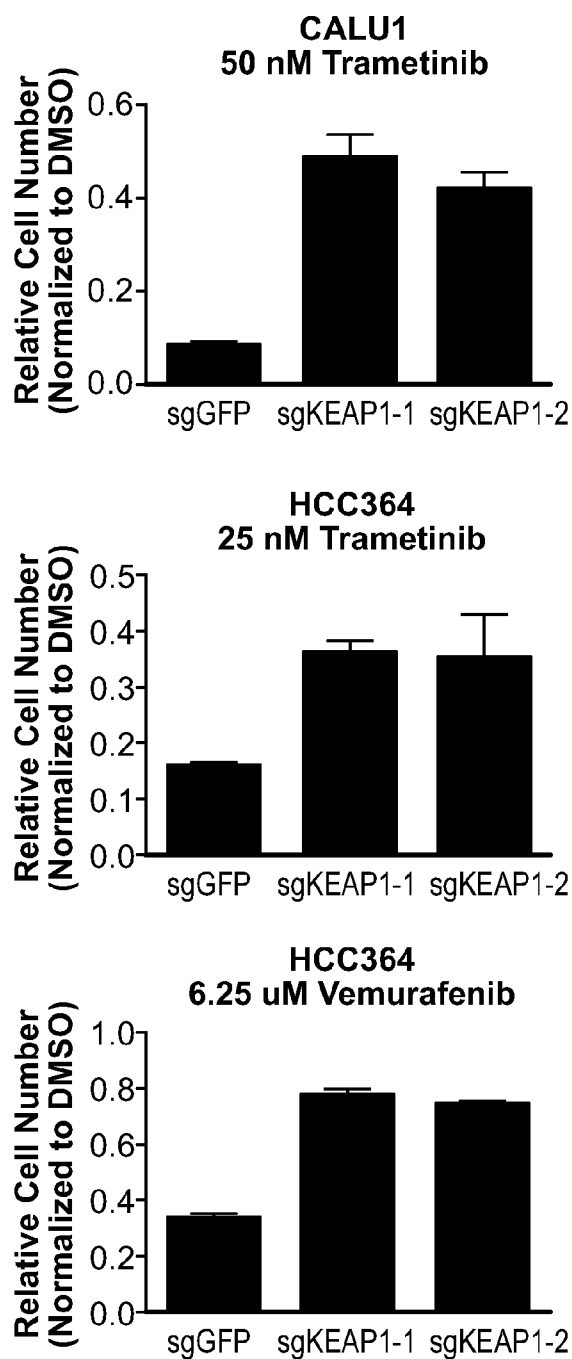 CALU1
50 nM Trametinib
Relative Cell Number
(Normalized to DMSO)
0.6
0.4
0.2
0.0
sgGFP sgKEAP1-1 sgKEAP1-2
HCC364
25 nM Trametinib
Relative Cell Number
(Normalized to DMSO)
0.5
0.4
0.3
0.2
0.1
0.0
sgGFP sgKEAP1-1 sgKEAP1-2
HCC364
6.25 uM Vemurafenib
Relative Cell Number
(Normalized to DMSO)
1.0
0.8
0.6
0.4
0.2
0.0
sgGFP sgKEAP1-1 sgKEAP1-2